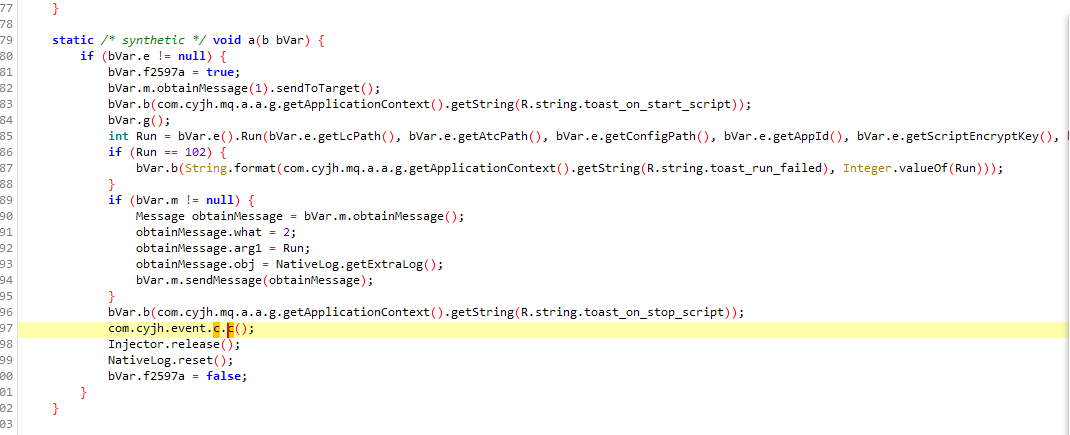 77 }
78
79 static /* synthetic */ void a(b bVar) {
80 if (bVar.e != null) {
81 bVar.f2597a = true;
82 bVar.m.obtainMessage(1).sendToTarget();
83 bVar.b(com.cyjh.mq.a.a.g.getApplicationContext().getString(R.string.toast_on_start_script));
84 bVar.g();
85 int Run = bVar.e().Run(bVar.e.getLcPath(), bVar.e.getAtcPath(), bVar.e.getConfigPath(), bVar.e.getAppId(), bVar.e.getScriptEncryptKey(),
86 if (Run == 102) {
87 bVar.b(String.format(com.cyjh.mq.a.a.g.getApplicationContext().getString(R.string.toast_run_failed), Integer.valueOf(Run)));
88 }
89 if (bVar.m != null) {
90 Message obtainMessage = bVar.m.obtainMessage();
91 obtainMessage.what = 2;
92 obtainMessage.arg1 = Run;
93 obtainMessage.obj = NativeLog.getExtraLog();
94 bVar.m.sendMessage(obtainMessage);
95 }
96 bVar.b(com.cyjh.mq.a.a.g.getApplicationContext().getString(R.string.toast_on_stop_script));
97 com.cyjh.event.c.c();
98 Injector.release();
99 NativeLog.reset();
00 bVar.f2597a = false;
01 }
02 }
03